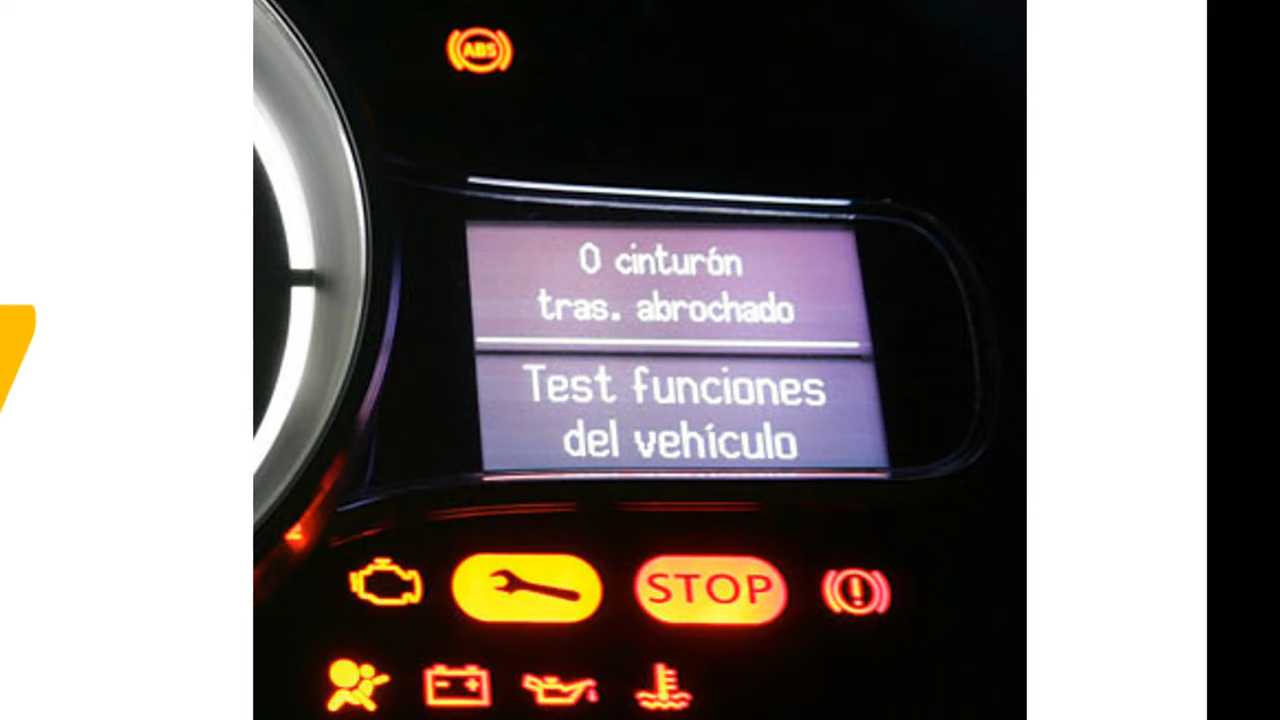 ABS
0 cinturón
tras. abrochado
Test funciones
del vehículo
STOP